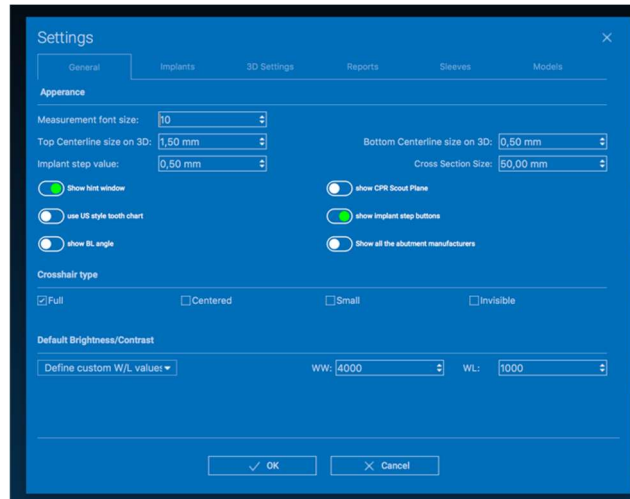 Settings
General Implants 3D Settings Reports Sleeves Models
Apperance
Measurement font size: 10
Top Centerline size on 3D: 1,50 mm Bottom Centerline size on 3D: 0,50 mm
Implant step value: 0,50 mm Cross Section Size: 50,00 mm
Show hint window show CPR Scout Plane
use US style tooth chart show implant step buttons
show BL angle Show all the abutment manufacturers
Crosshair type
Full Centered Small Invisible
Default Brightness/Contrast
Define custom W/L values WW: 4000 WL: 1000
OK Cancel